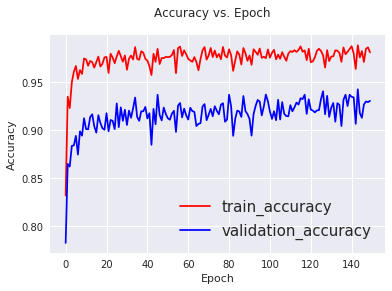 Accuracy vs. Epoch
0.95
0.90
0.85
0.80
Accuracy
train_accuracy
validation_accuracy
0 20 40 60 80 100 120 140
Epoch